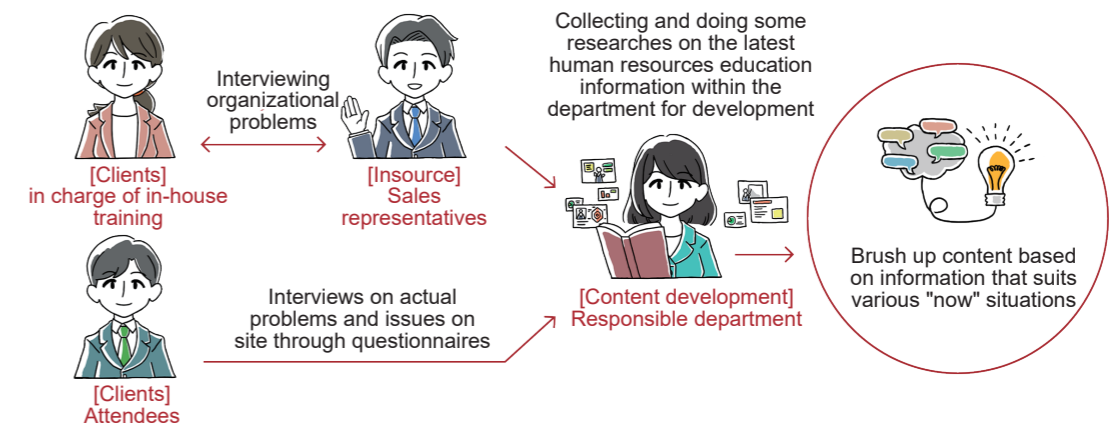 Interviewing
organizational
problems
[Clients]
in charge of in-house
training
[Insource]
Sales
representatives
Collecting and doing some
researches on the latest
human resources education
information within the
department for development
[Content development]
Responsible department
Interviews on actual
problems and issues on
site through questionnaires
[Clients]
Attendees
Brush up content based
on information that suits
various "now" situations